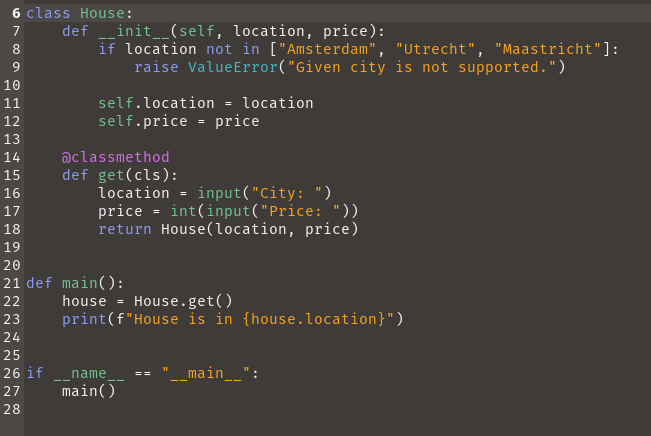 6 class House:
7     def __init__(self, location, price):
8         if location not in ["Amsterdam", "Utrecht", "Maastricht"]:
9             raise ValueError("Given city is not supported.")
10
11         self.location = location
12         self.price = price
13
14     @classmethod
15     def get(cls):
16         location = input("City: ")
17         price = int(input("Price: "))
18         return House(location, price)
19
20
21 def main():
22     house = House.get()
23     print(f"House is in {house.location}")
24
25
26 if __name__ == "__main__":
27     main()
28